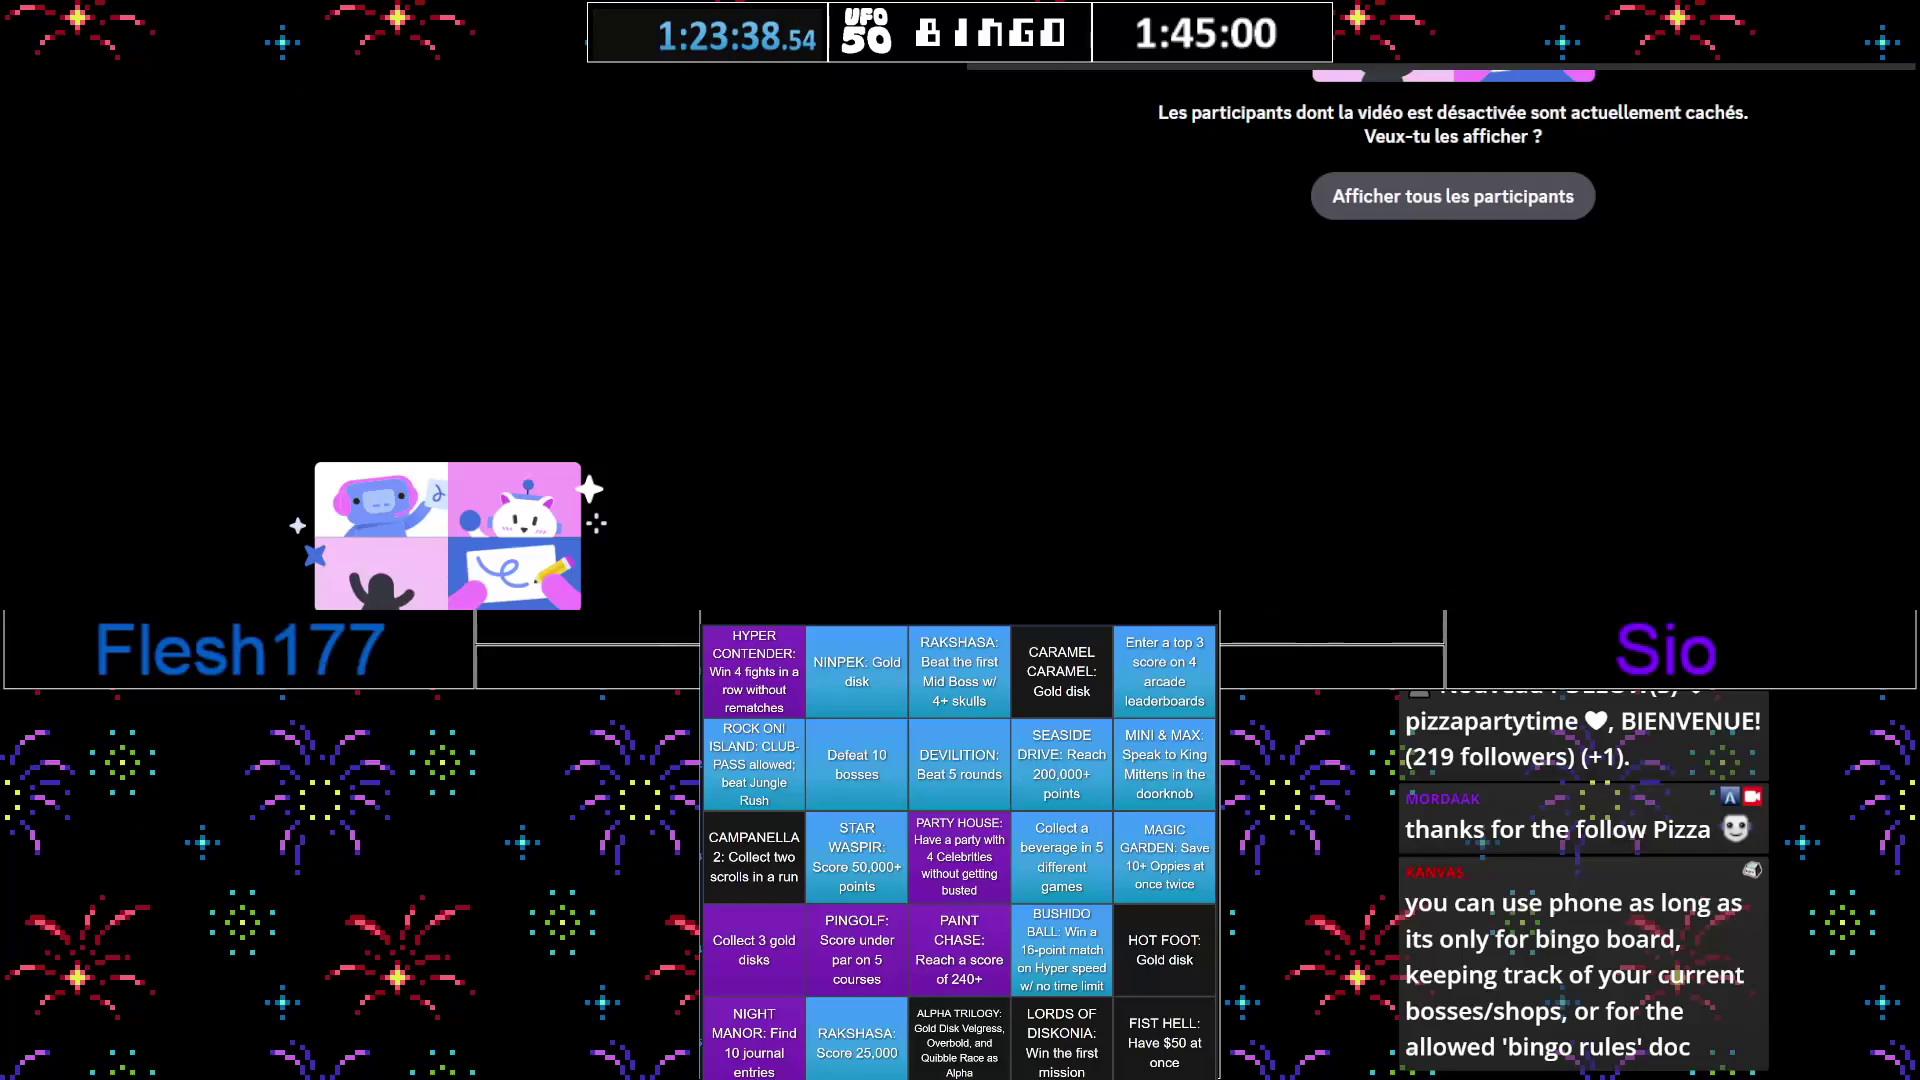 1:23:38.54
UFO 50
BINGO
1:45:00
Les participants dont la vidéo est désactivée sont actuellement cachés.
Veux-tu les afficher ?
Afficher tous les participants
Flesh177
Sio
HYPER
CONTENDER:
Win 4 fights in a
row without
rematches
NINPEK: Gold
disk
RAKSHASA:
Beat the first
Mid Boss w/
4+ skulls
CARAMEL
CARAMEL:
Gold disk
Enter a top 3
score on 4
arcade
leaderboards
ROCK ON!
ISLAND: CLUB-
PASS allowed;
beat Jungle
Rush
Defeat 10
bosses
DEVILITION:
Beat 5 rounds
SEASIDE
DRIVE: Reach
200,000+
points
MINI & MAX:
Speak to King
Mittens in the
doorknob
CAMPANELLA
2: Collect two
scrolls in a run
STAR
WASPIR:
Score 50,000+
points
PARTY HOUSE:
Have a party with
4 Celebrities
without getting
busted
Collect a
beverage in 5
different
games
MAGIC
GARDEN: Save
10+ Oppies at
once twice
Collect 3 gold
disks
PINGOLF:
Score under
par on 5
courses
PAINT
CHASE:
Reach a score
of 240+
BUSHIDO
BALL: Win a
16-point match
on Hyper speed
w/ no time limit
HOT FOOT:
Gold disk
NIGHT
MANOR: Find
10 journal
entries
RAKSHASA:
Score 25,000
ALPHA TRILOGY:
Gold Disk Velgress,
Overbold, and
Quibble Race as
Alpha
LORDS OF
DISKONIA:
Win the first
mission
FIST HELL:
Have $50 at
once
pizzapartytime 🤍, BIENVENUE!
(219 followers) (+1).
MORDAAK
thanks for the follow Pizza
KANVAS
you can use phone as long as
its only for bingo board,
keeping track of your current
bosses/shops, or for the
allowed 'bingo rules' doc